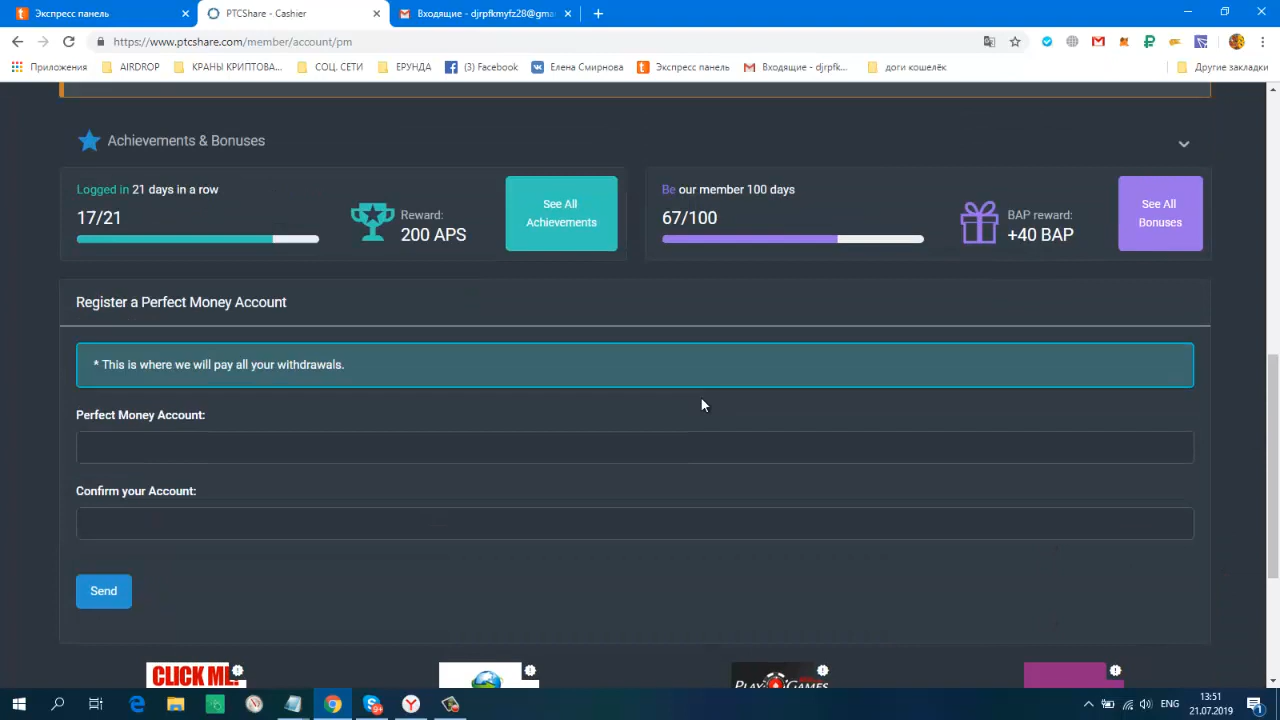 Экспресс панель
PTCShare - Cashier
Входящие - djrpfkmyfz28@gma
https://www.ptcshare.com/member/account/pm
Приложения
AIRDROP
КРАНЫ КРИПТОВА...
СОЦ. СЕТИ
ЕРУНДА
(3) Facebook
Елена Смирнова
Экспресс панель
Входящие - djrpfk...
доги кошелёк
Другие закладки
Achievements & Bonuses
Logged in 21 days in a row
17/21
Reward:
200 APS
See All
Achievements
Be our member 100 days
67/100
BAP reward:
+40 BAP
See All
Bonuses
Register a Perfect Money Account
* This is where we will pay all your withdrawals.
Perfect Money Account:
Confirm your Account:
Send
CLICK ME!
PLAY GAMES
ENG
13:51
21.07.2019